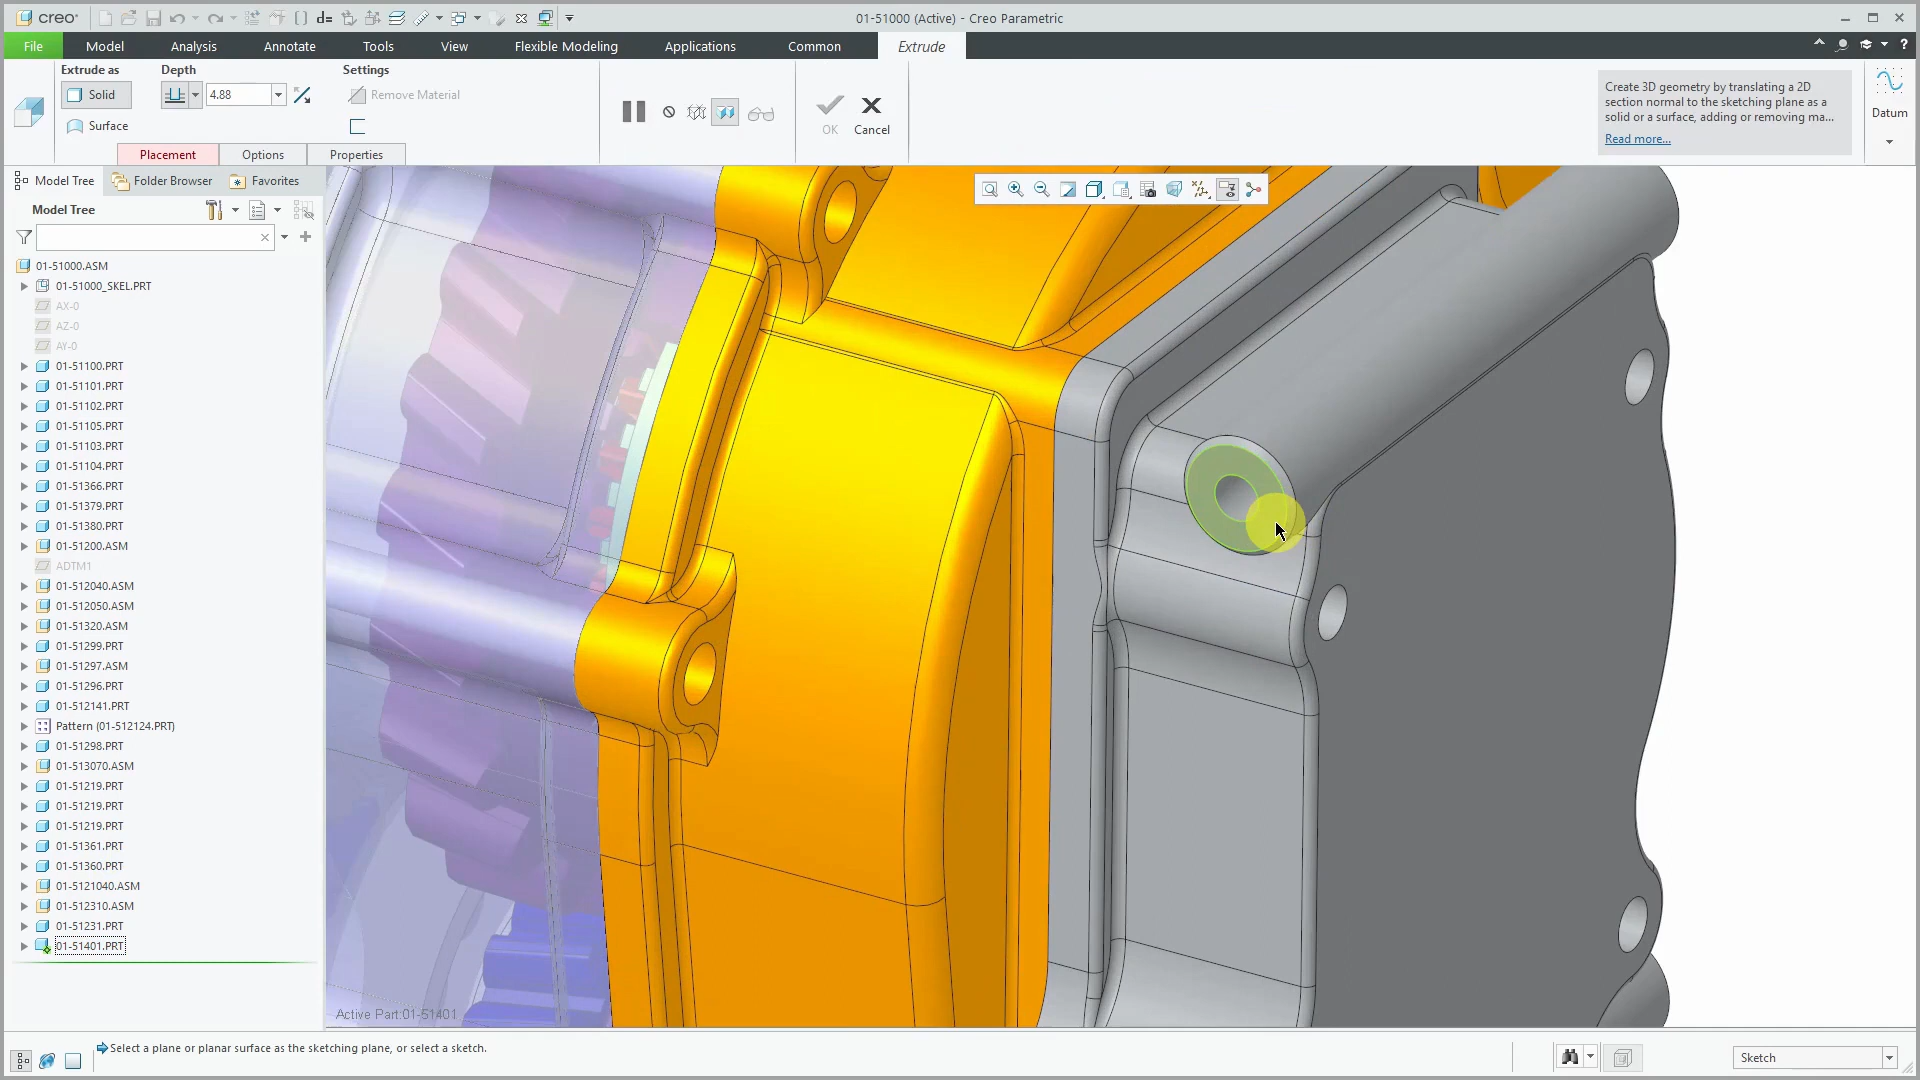 creo
d=
01-51000 (Active) - Creo Parametric
File
Model
Analysis
Annotate
Tools
View
Flexible Modeling
Applications
Common
Extrude
?
Extrude as
Depth
Settings
Solid
4.88
Remove Material
Surface
OK
Cancel
Placement
Options
Properties
Create 3D geometry by translating a 2D
section normal to the sketching plane as a
solid or a surface, adding or removing ma...
Read more...
Datum
Model Tree
Folder Browser
Favorites
Model Tree
01-51000.ASM
01-51000_SKEL.PRT
AX-0
AZ-0
AY-0
01-51100.PRT
01-51101.PRT
01-51102.PRT
01-51105.PRT
01-51103.PRT
01-51104.PRT
01-51366.PRT
01-51379.PRT
01-51380.PRT
01-51200.ASM
ADTM1
01-512040.ASM
01-512050.ASM
01-51320.ASM
01-51299.PRT
01-51297.ASM
01-51296.PRT
01-512141.PRT
Pattern (01-512124.PRT)
01-51298.PRT
01-513070.ASM
01-51219.PRT
01-51219.PRT
01-51219.PRT
01-51361.PRT
01-51360.PRT
01-5121040.ASM
01-512310.ASM
01-51231.PRT
01-51401.PRT
Active Part:01-51401
Select a plane or planar surface as the sketching plane, or select a sketch.
Sketch